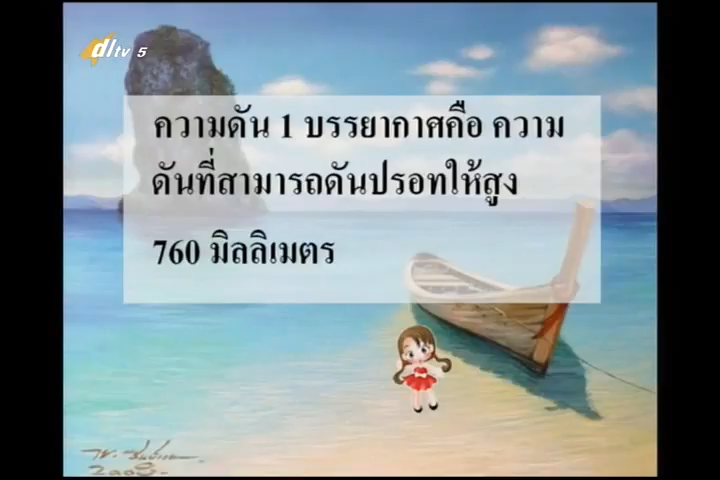 dltv 5
ความดัน 1 บรรยากาศคือ ความ
ดันที่สามารถดันปรอทให้สูง
760 มิลลิเมตร